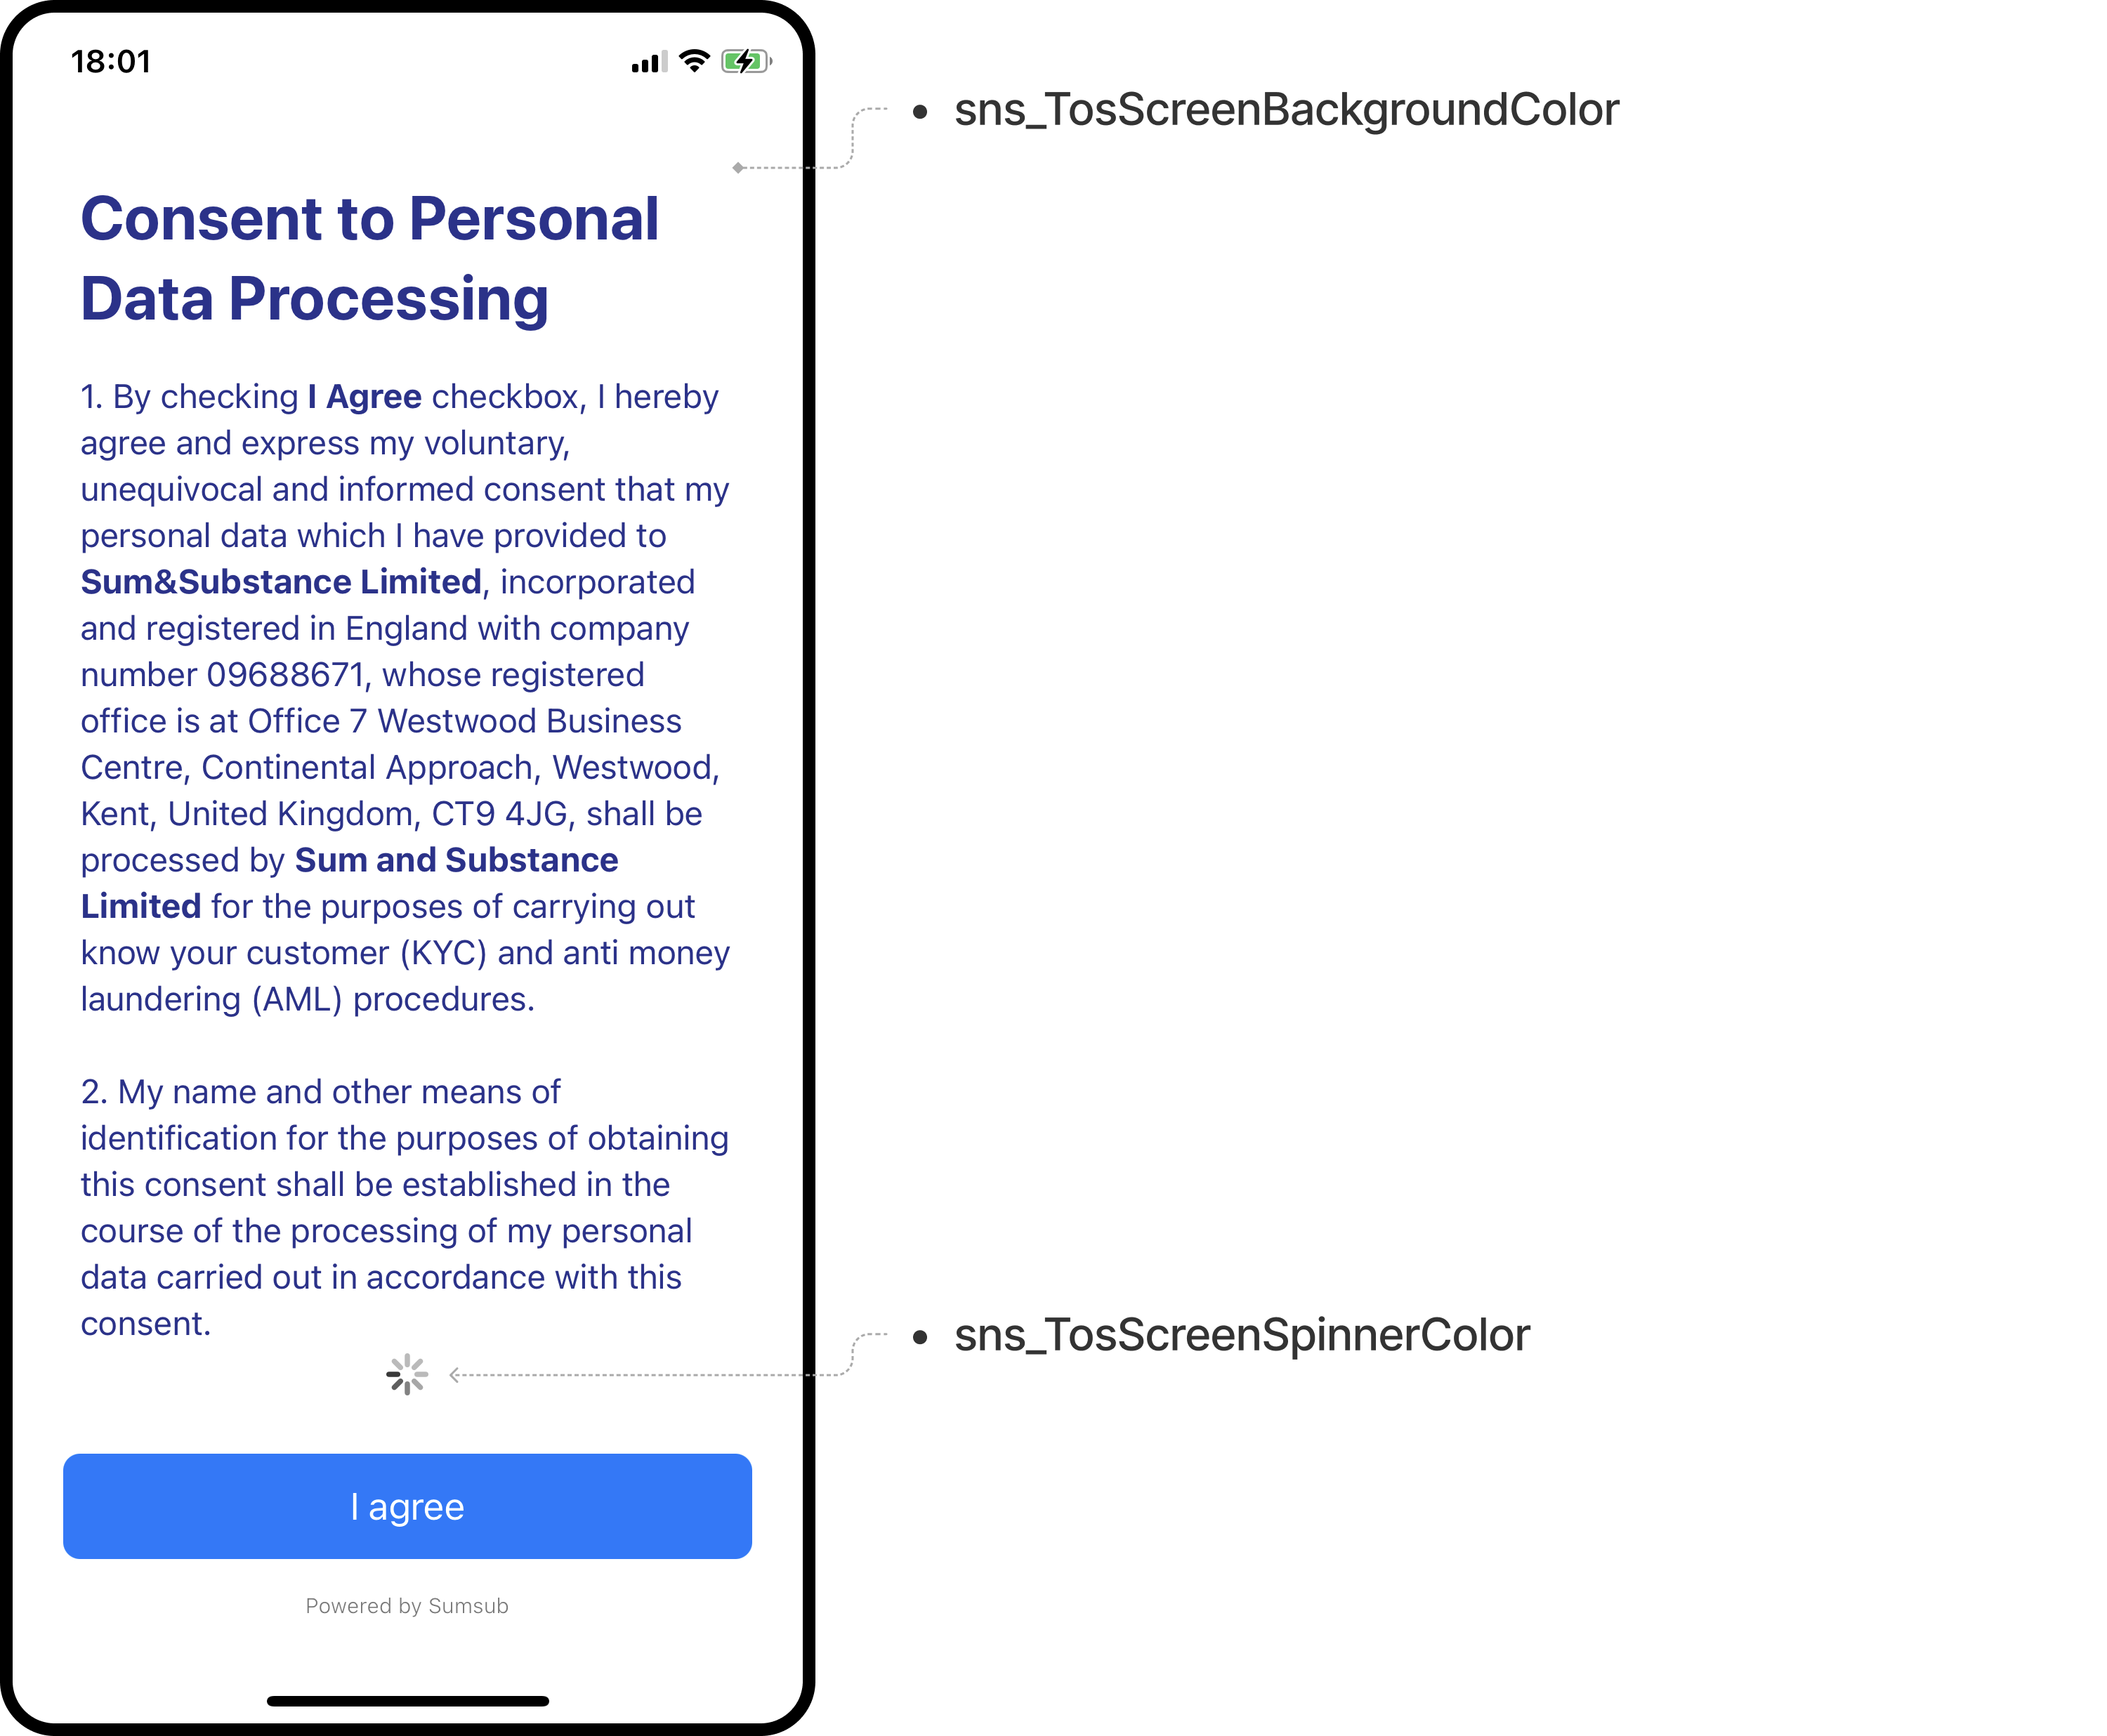 18:01
sns_TosScreenBackgroundColor
Consent to Personal
Data Processing
1. By checking I Agree checkbox, I hereby
agree and express my voluntary,
unequivocal and informed consent that my
personal data which I have provided to
Sum&Substance Limited, incorporated
and registered in England with company
number 09688671, whose registered
office is at Office 7 Westwood Business
Centre, Continental Approach, Westwood,
Kent, United Kingdom, CT9 4JG, shall be
processed by Sum and Substance
Limited for the purposes of carrying out
know your customer (KYC) and anti money
laundering (AML) procedures.
2. My name and other means of
identification for the purposes of obtaining
this consent shall be established in the
course of the processing of my personal
data carried out in accordance with this
consent.
sns_TosScreenSpinnerColor
I agree
Powered by Sumsub